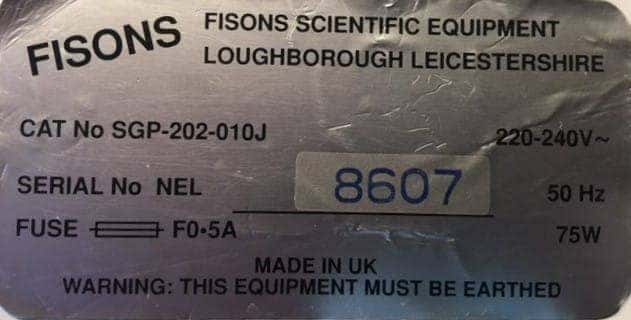 FISONS
FISONS SCIENTIFIC EQUIPMENT
LOUGHBOROUGH LEICESTERSHIRE
CAT No SGP-202-010J 220-240V~
SERIAL No NEL 8607 50 Hz
FUSE F0·5A 75W
MADE IN UK
WARNING: THIS EQUIPMENT MUST BE EARTHED